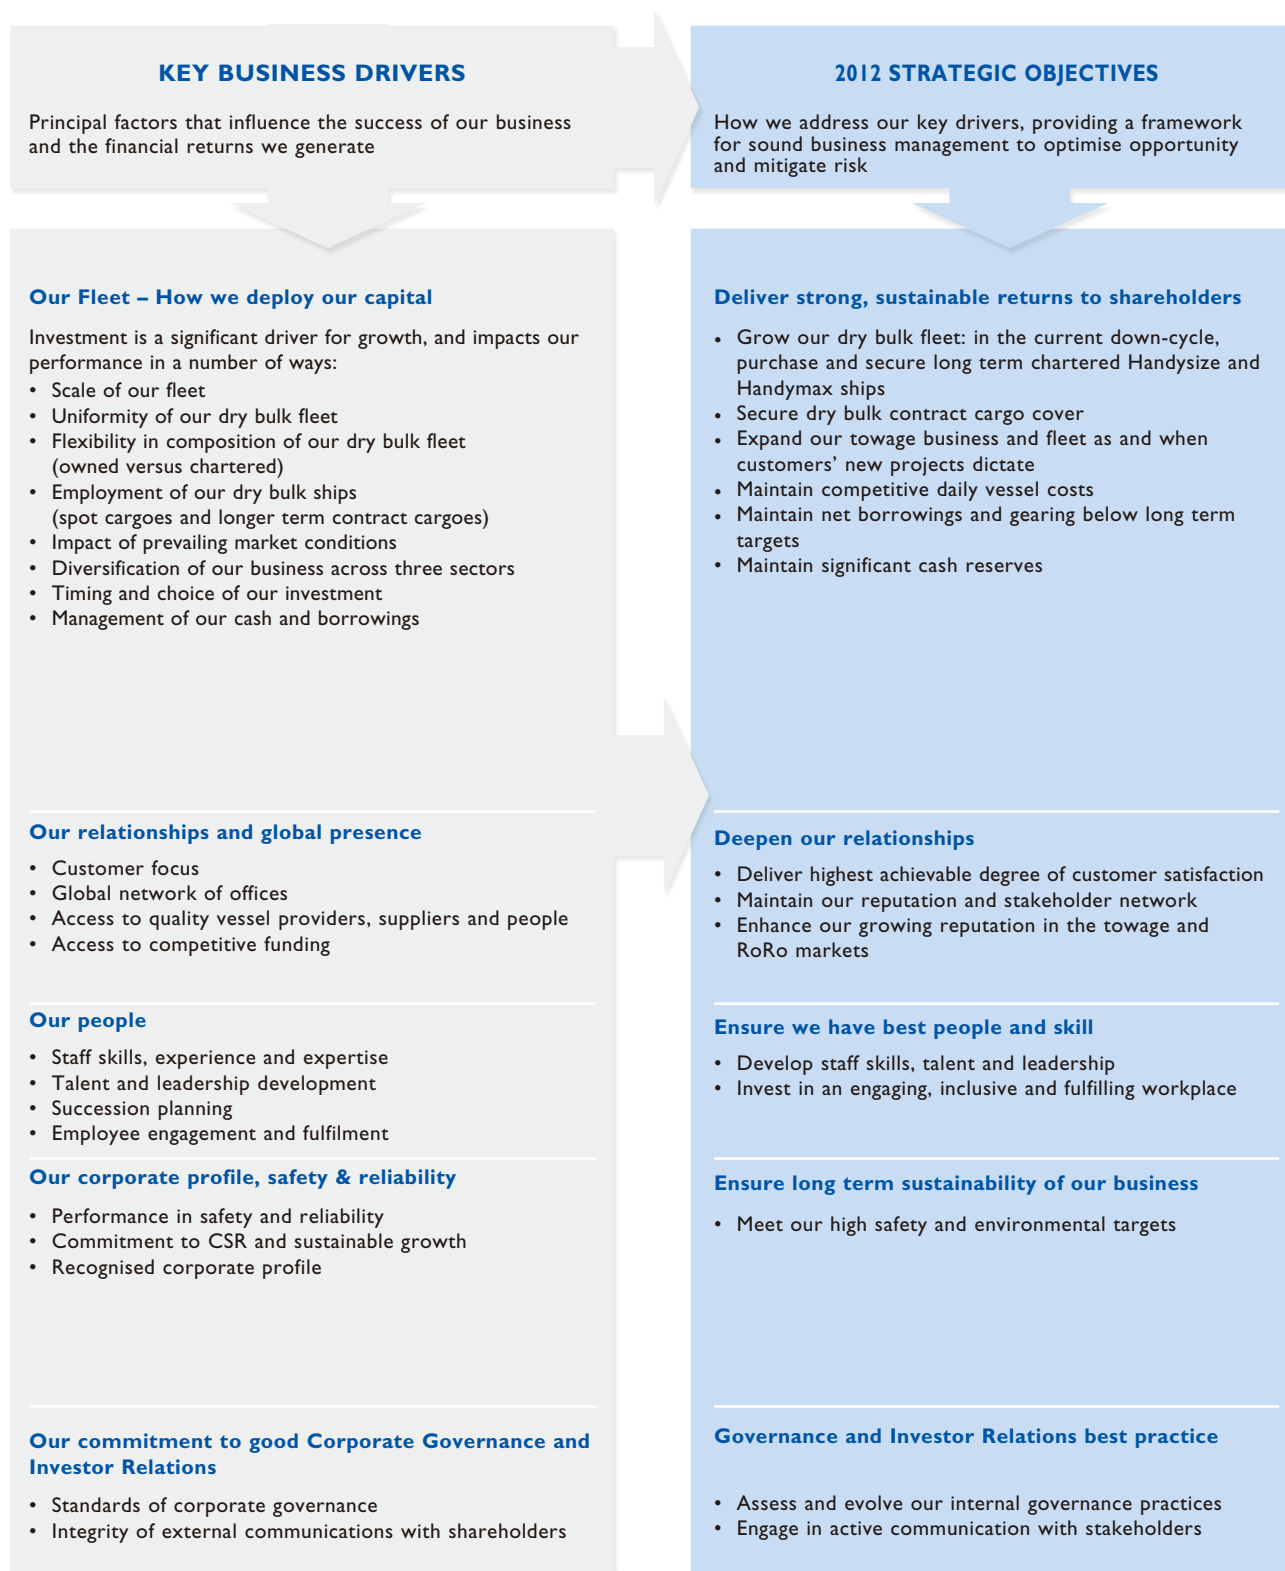 KEY BUSINESS DRIVERS
Principal factors that influence the success of our business
and the financial returns we generate
Our Fleet – How we deploy our capital
Investment is a significant driver for growth, and impacts our
performance in a number of ways:
• Scale of our fleet
• Uniformity of our dry bulk fleet
• Flexibility in composition of our dry bulk fleet
(owned versus chartered)
• Employment of our dry bulk ships
(spot cargoes and longer term contract cargoes)
• Impact of prevailing market conditions
• Diversification of our business across three sectors
• Timing and choice of our investment
• Management of our cash and borrowings
Our relationships and global presence
• Customer focus
• Global network of offices
• Access to quality vessel providers, suppliers and people
• Access to competitive funding
Our people
• Staff skills, experience and expertise
• Talent and leadership development
• Succession planning
• Employee engagement and fulfilment
Our corporate profile, safety & reliability
• Performance in safety and reliability
• Commitment to CSR and sustainable growth
• Recognised corporate profile
Our commitment to good Corporate Governance and
Investor Relations
• Standards of corporate governance
• Integrity of external communications with shareholders
2012 STRATEGIC OBJECTIVES
How we address our key drivers, providing a framework
for sound business management to optimise opportunity
and mitigate risk
Deliver strong, sustainable returns to shareholders
• Grow our dry bulk fleet: in the current down-cycle,
purchase and secure long term chartered Handysize and
Handymax ships
• Secure dry bulk contract cargo cover
• Expand our towage business and fleet as and when
customers’ new projects dictate
• Maintain competitive daily vessel costs
• Maintain net borrowings and gearing below long term
targets
• Maintain significant cash reserves
Deepen our relationships
• Deliver highest achievable degree of customer satisfaction
• Maintain our reputation and stakeholder network
• Enhance our growing reputation in the towage and
RoRo markets
Ensure we have best people and skill
• Develop staff skills, talent and leadership
• Invest in an engaging, inclusive and fulfilling workplace
Ensure long term sustainability of our business
• Meet our high safety and environmental targets
Governance and Investor Relations best practice
• Assess and evolve our internal governance practices
• Engage in active communication with stakeholders